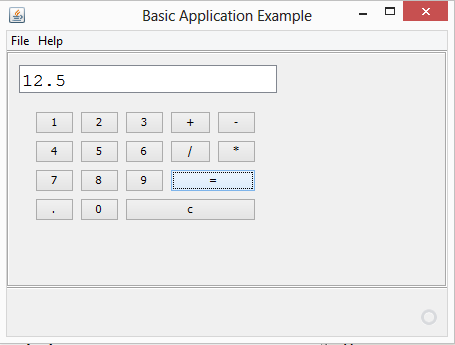 Basic Application Example
File Help
12.5
1 2 3 + -
4 5 6 / *
7 8 9 =
. 0 c